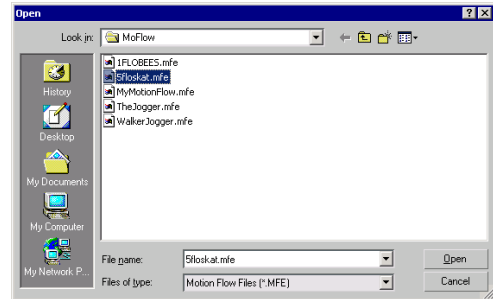 Open
Look in: MoFlow
1FLOBEES.mfe
5floskat.mfe
MyMotionFlow.mfe
TheJogger.mfe
WalkerJogger.mfe
History
Desktop
My Documents
My Computer
My Network P...
File name: 5floskat.mfe Open
Files of type: Motion Flow Files (*.MFE) Cancel